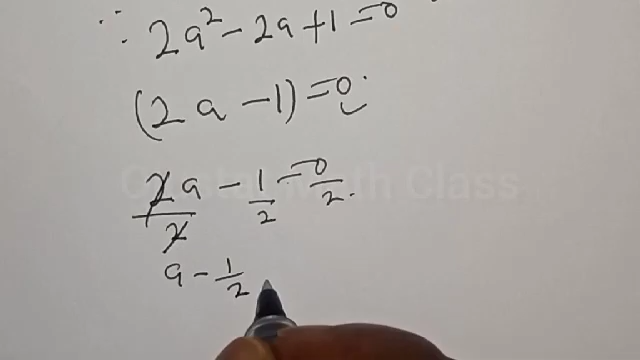 ∵ 2a² - 2a + 1 = 0
(2a - 1) = 0
2a/2 - 1/2 = 0/2.
a - 1/2